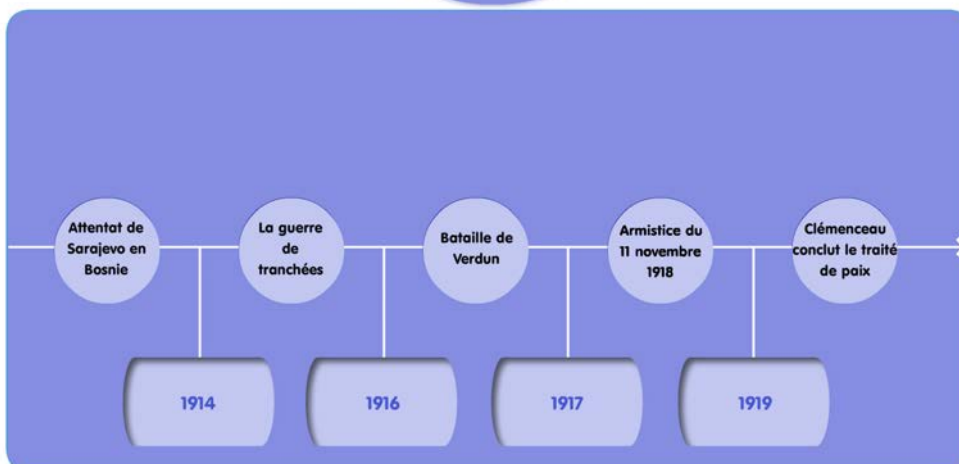 Attentat de
Sarajevo en
Bosnie
La guerre
de
tranchées
Bataille de
Verdun
Armistice du
11 novembre
1918
Clémenceau
conclut le traité
de paix
1914
1916
1917
1919